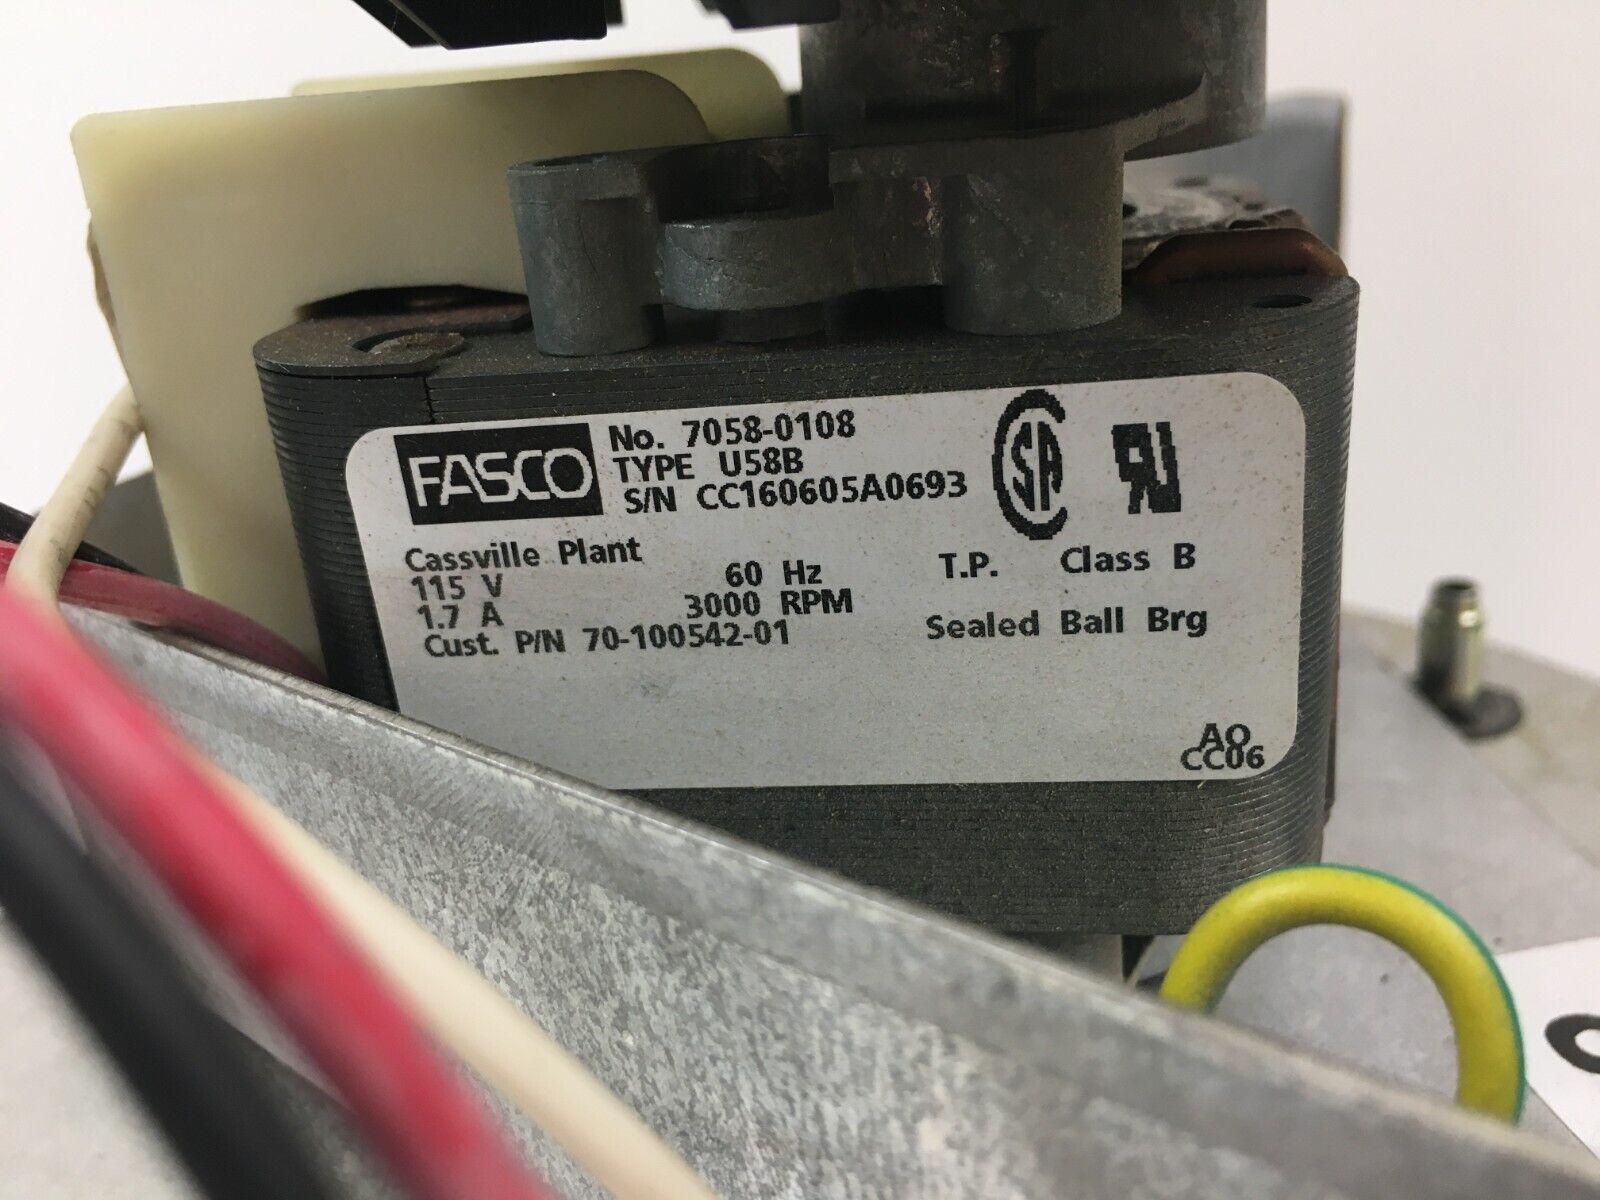 FASCO
No. 7058-0108
TYPE U58B
S/N CC160605A0693
Cassville Plant
115 V 60 Hz T.P. Class B
1.7 A 3000 RPM
Cust. P/N 70-100542-01 Sealed Ball Brg
AO
CC06